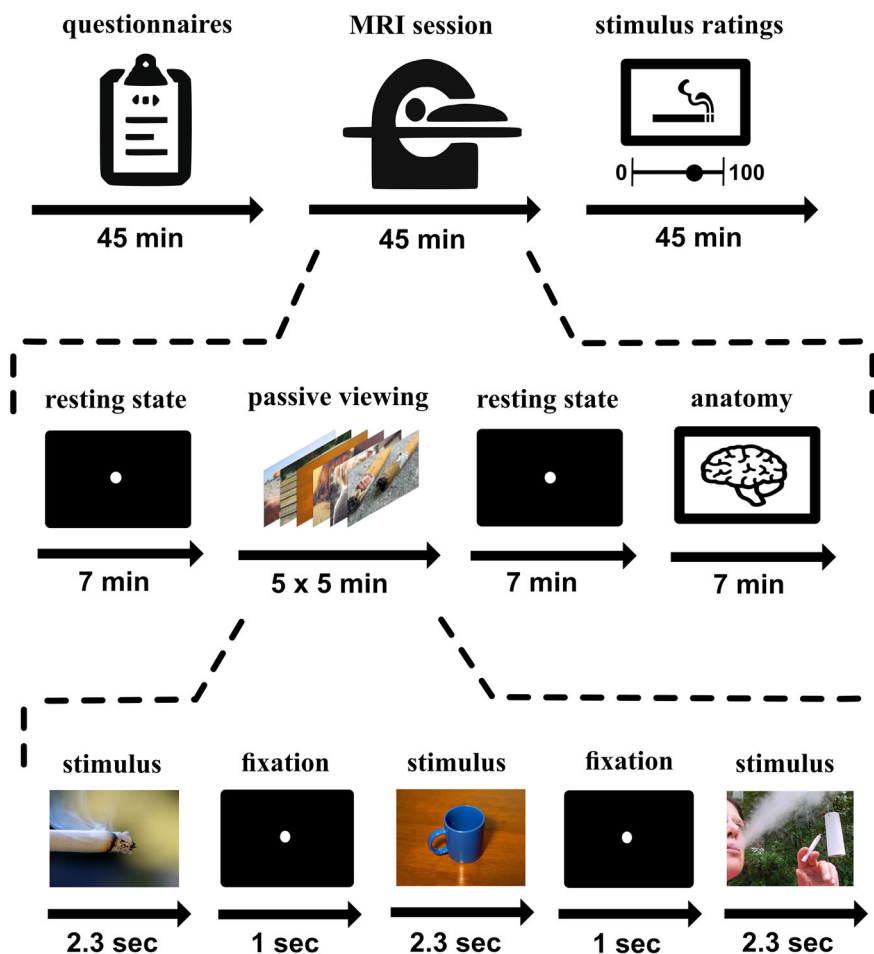 questionnaires MRI session stimulus ratings
0 100
45 min 45 min 45 min
resting state passive viewing resting state anatomy
7 min 5 x 5 min 7 min 7 min
stimulus fixation stimulus fixation stimulus
2.3 sec 1 sec 2.3 sec 1 sec 2.3 sec